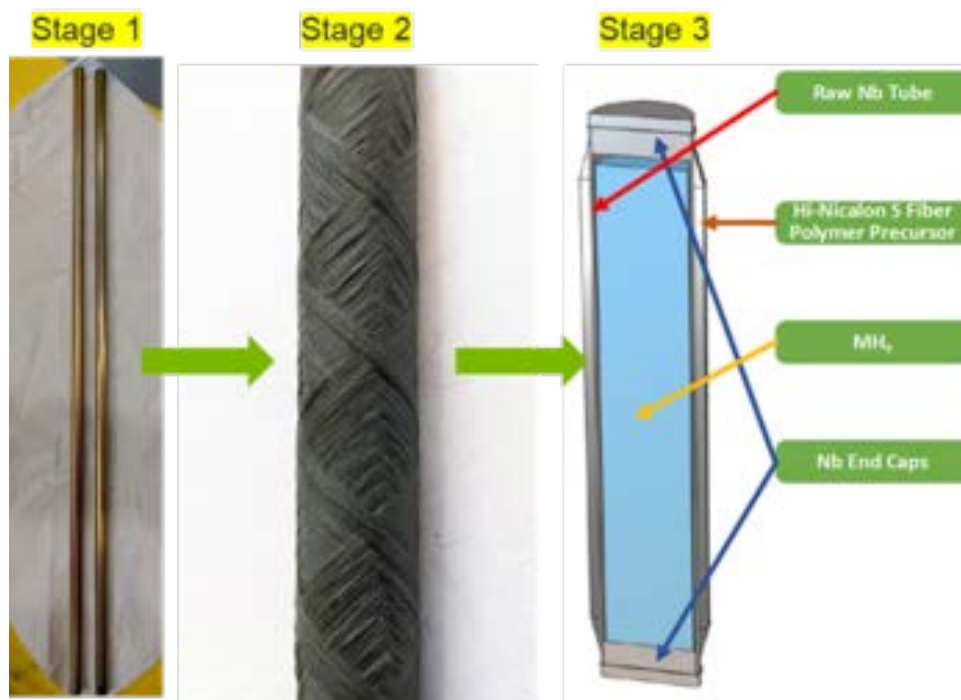 Stage 1
Stage 2
Stage 3
Raw Nb Tube
Hi-Nicalon S Fiber
Polymer Precursor
MHₓ
Nb End Caps